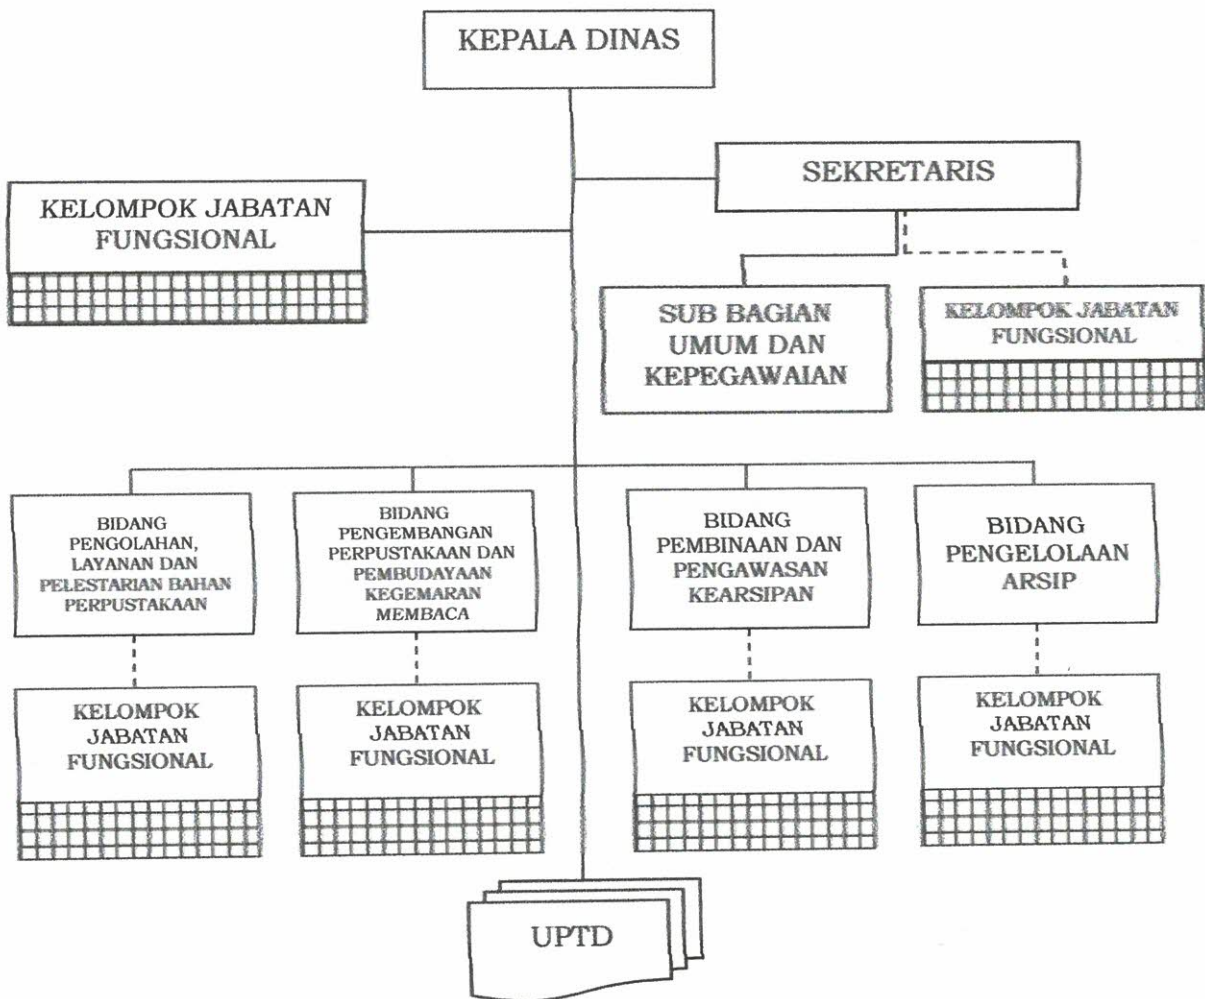 KEPALA DINAS
SEKRETARIS
KELOMPOK JABATAN
FUNGSIONAL
SUB BAGIAN
UMUM DAN
KEPEGAWAIAN
KELOMPOK JABATAN
FUNGSIONAL
BIDANG
PENGOLAHAN,
LAYANAN DAN
PELESTARIAN BAHAN
PERPUSTAKAAN
BIDANG
PENGEMBANGAN
PERPUSTAKAAN DAN
PEMBUDAYAAN
KEGEMARAN
MEMBACA
BIDANG
PEMBINAAN DAN
PENGAWASAN
KEARSIPAN
BIDANG
PENGELOLAAN
ARSIP
KELOMPOK
JABATAN
FUNGSIONAL
KELOMPOK
JABATAN
FUNGSIONAL
KELOMPOK
JABATAN
FUNGSIONAL
KELOMPOK
JABATAN
FUNGSIONAL
UPTD